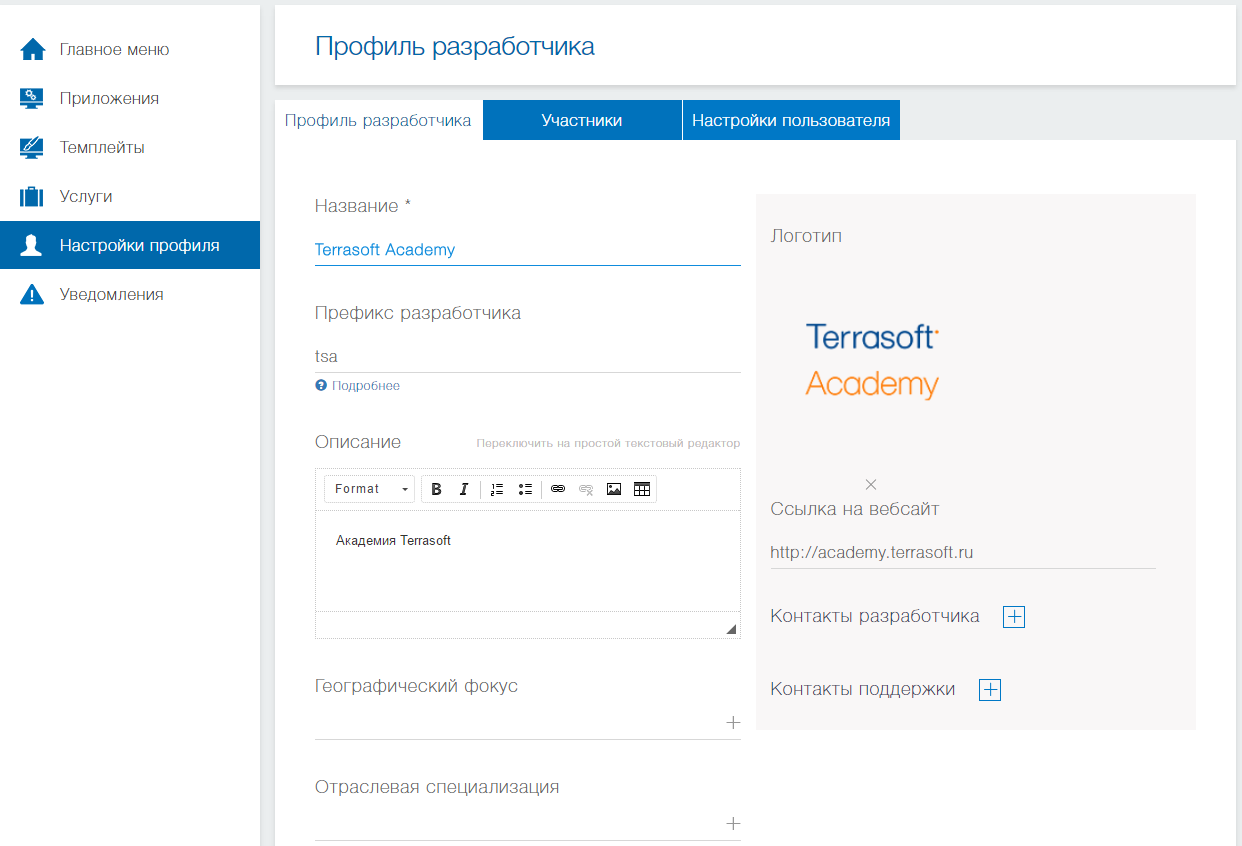 Главное меню
Приложения
Темплейты
Услуги
Настройки профиля
Уведомления
Профиль разработчика
Профиль разработчика
Участники
Настройки пользователя
Название *
Terrasoft Academy
Префикс разработчика
tsa
Подробнее
Описание
Переключить на простой текстовый редактор
Format
B I
Академия Terrasoft
Географический фокус
Отраслевая специализация
Логотип
Terrasoft
Academy
Ссылка на вебсайт
http://academy.terrasoft.ru
Контакты разработчика
Контакты поддержки